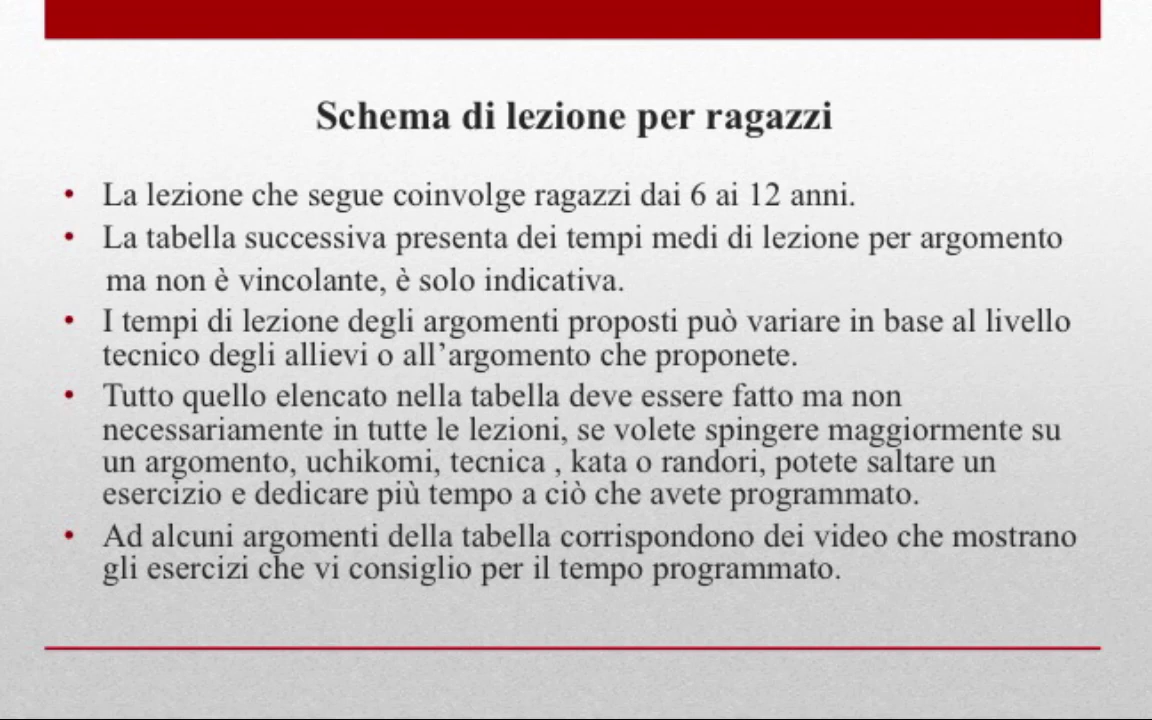 Schema di lezione per ragazzi
• La lezione che segue coinvolge ragazzi dai 6 ai 12 anni.
• La tabella successiva presenta dei tempi medi di lezione per argomento
ma non è vincolante, è solo indicativa.
• I tempi di lezione degli argomenti proposti può variare in base al livello
tecnico degli allievi o all’argomento che proponete.
• Tutto quello elencato nella tabella deve essere fatto ma non
necessariamente in tutte le lezioni, se volete spingere maggiormente su
un argomento, uchikomi, tecnica , kata o randori, potete saltare un
esercizio e dedicare più tempo a ciò che avete programmato.
• Ad alcuni argomenti della tabella corrispondono dei video che mostrano
gli esercizi che vi consiglio per il tempo programmato.